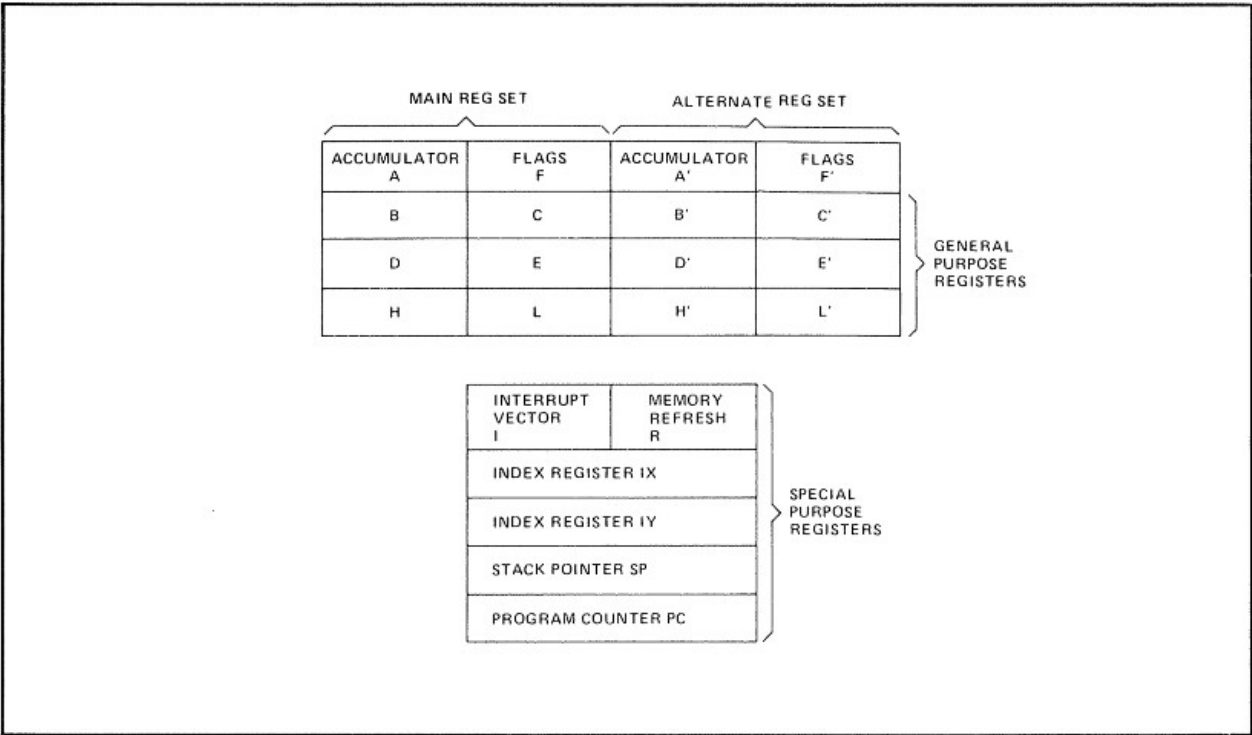 MAIN REG SET
ALTERNATE REG SET
ACCUMULATOR
A
FLAGS
F
ACCUMULATOR
A'
FLAGS
F'
B
C
B'
C'
D
E
D'
E'
H
L
H'
L'
GENERAL
PURPOSE
REGISTERS
INTERRUPT
VECTOR
I
MEMORY
REFRESH
R
INDEX REGISTER IX
INDEX REGISTER IY
STACK POINTER SP
PROGRAM COUNTER PC
SPECIAL
PURPOSE
REGISTERS